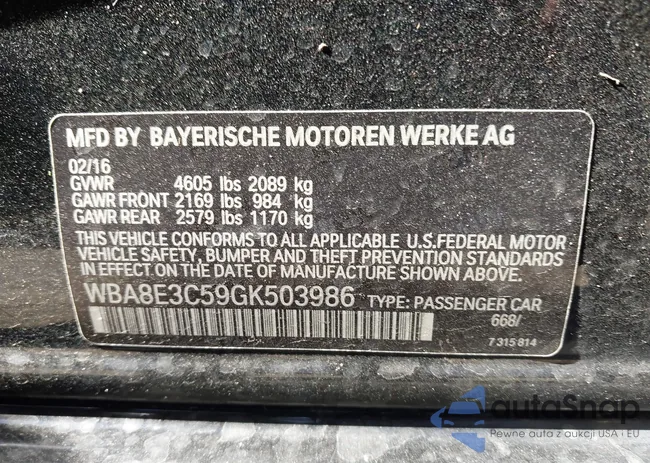 MFD BY BAYERISCHE MOTOREN WERKE AG
02/16
GVWR 4605 lbs 2089 kg
GAWR FRONT 2169 lbs 984 kg
GAWR REAR 2579 lbs 1170 kg
THIS VEHICLE CONFORMS TO ALL APPLICABLE U.S.FEDERAL MOTOR
VEHICLE SAFETY, BUMPER AND THEFT PREVENTION STANDARDS
IN EFFECT ON THE DATE OF MANUFACTURE SHOWN ABOVE.
WBA8E3C59GK503986 TYPE: PASSENGER CAR
668/
7 315 814
autoSnap
Pewne auta z aukcji USA · EU